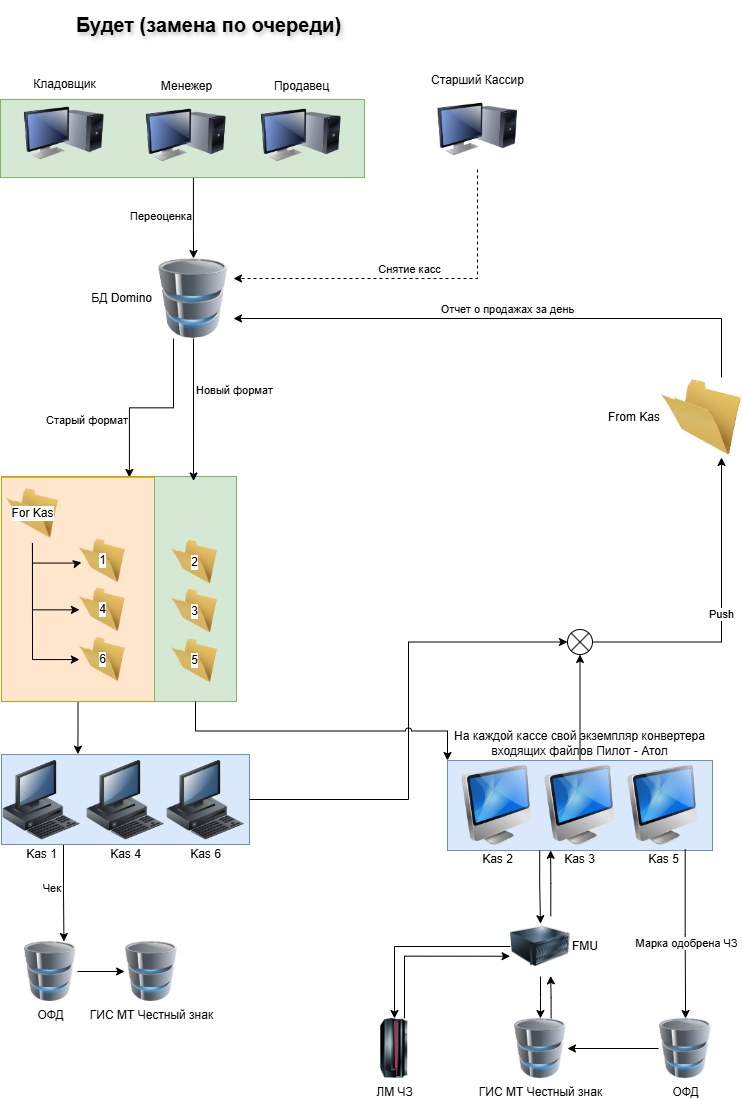 Будет (замена по очереди)
Кладовщик
Менежер
Продавец
Старший Кассир
Переоценка
Снятие касс
БД Domino
Отчет о продажах за день
Новый формат
Старый формат
From Kas
For Kas
1
2
4
3
6
5
Push
На каждой кассе свой экземпляр конвертера
входящих файлов Пилот - Атол
Kas 1
Kas 4
Kas 6
Kas 2
Kas 3
Kas 5
Чек
FMU
Марка одобрена ЧЗ
ОФД
ГИС МТ Честный знак
ЛМ ЧЗ
ГИС МТ Честный знак
ОФД